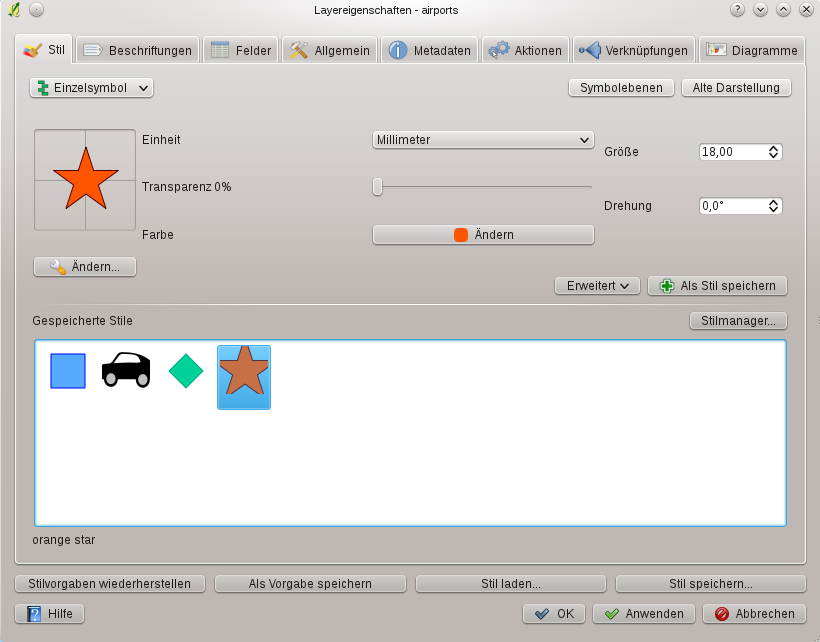 Layereigenschaften - airports
Stil Beschriftungen Felder Allgemein Metadaten Aktionen Verknüpfungen Diagramme
Einzelsymbol Symbolebenen Alte Darstellung
Einheit Millimeter Größe 18,00
Transparenz 0%
Drehung 0,0°
Farbe Ändern
Ändern...
Erweitert Als Stil speichern
Gespeicherte Stile Stilmanager...
orange star
Stilvorgaben wiederherstellen Als Vorgabe speichern Stil laden... Stil speichern...
Hilfe OK Anwenden Abbrechen